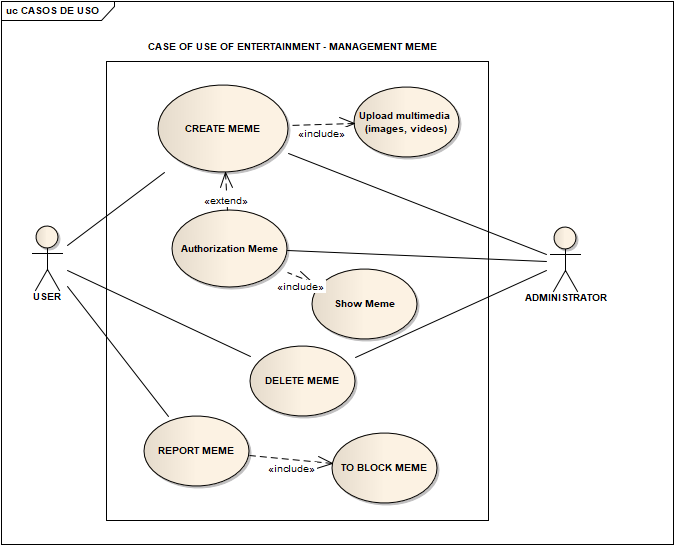 uc CASOS DE USO
CASE OF USE OF ENTERTAINMENT - MANAGEMENT MEME
CREATE MEME
Upload multimedia
(images, videos)
«include»
«extend»
Authorization Meme
«include»
Show Meme
USER
ADMINISTRATOR
DELETE MEME
REPORT MEME
«include»
TO BLOCK MEME